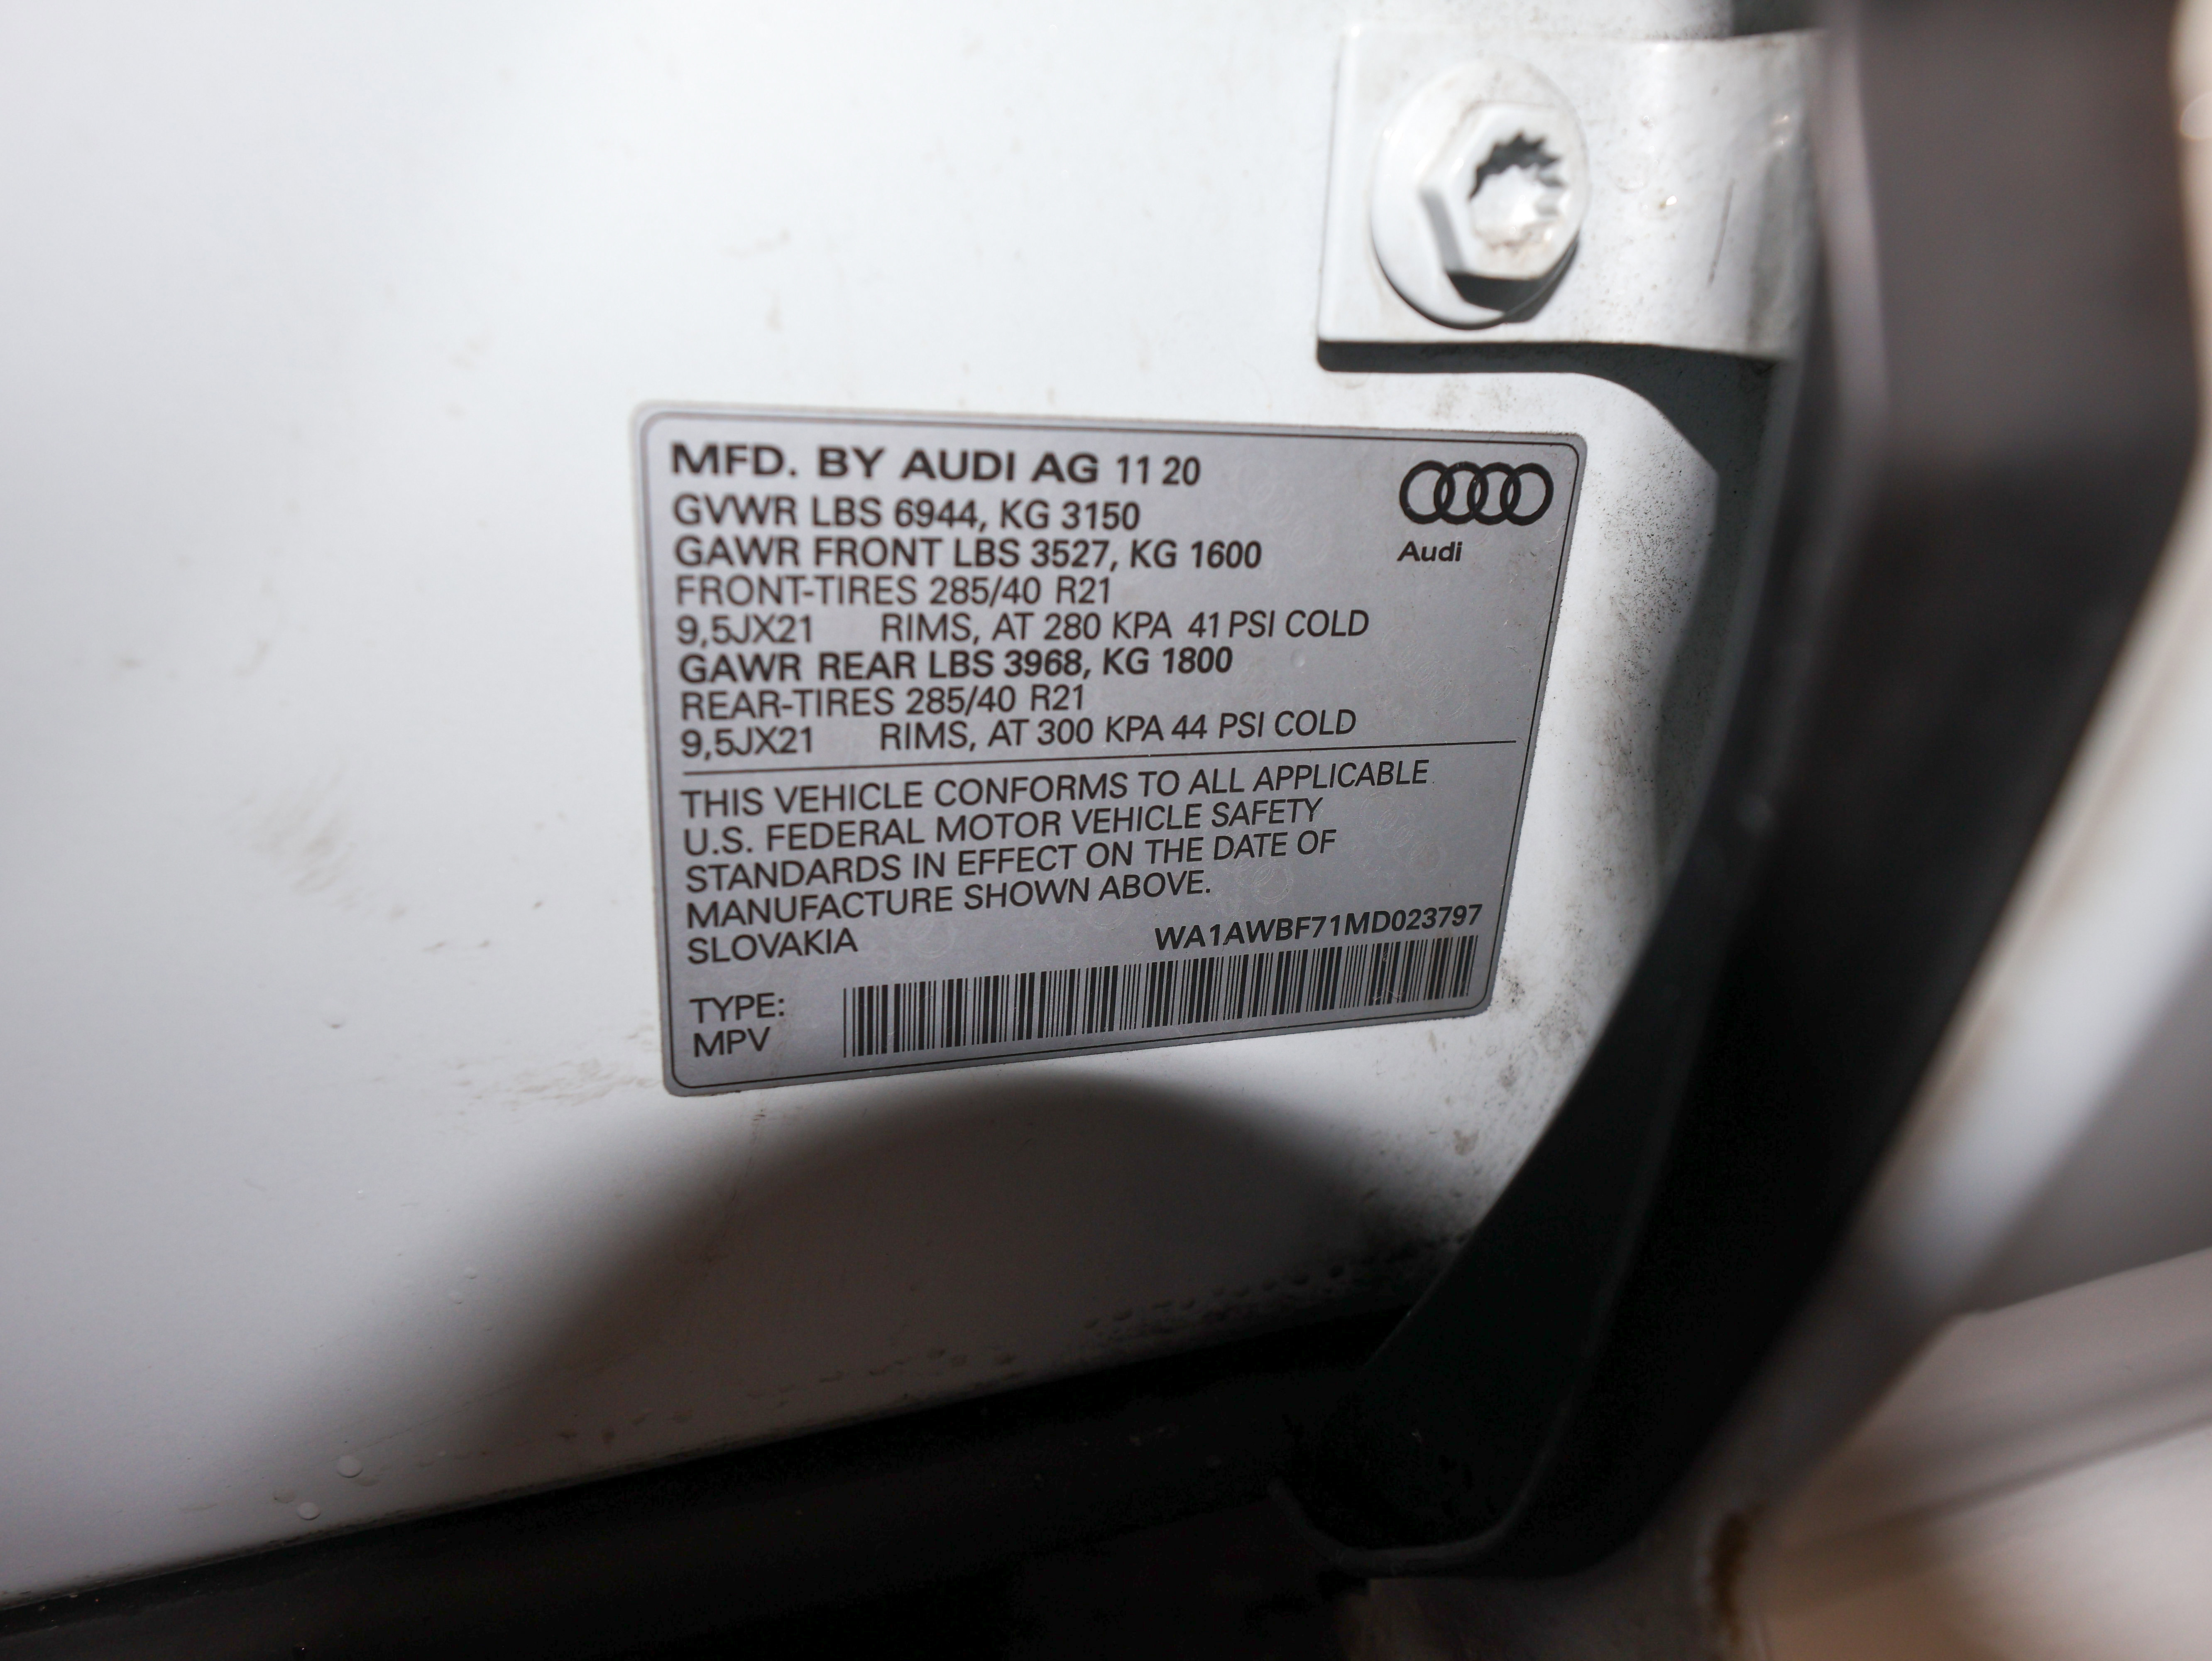 MFD. BY AUDI AG 11 20
GVWR LBS 6944, KG 3150
GAWR FRONT LBS 3527, KG 1600
Audi
FRONT-TIRES 285/40 R21
9,5JX21 RIMS, AT 280 KPA 41 PSI COLD
GAWR REAR LBS 3968, KG 1800
REAR-TIRES 285/40 R21
9,5JX21 RIMS, AT 300 KPA 44 PSI COLD
THIS VEHICLE CONFORMS TO ALL APPLICABLE
U.S. FEDERAL MOTOR VEHICLE SAFETY
STANDARDS IN EFFECT ON THE DATE OF
MANUFACTURE SHOWN ABOVE.
SLOVAKIA
WA1AWBF71MD023797
TYPE:
MPV